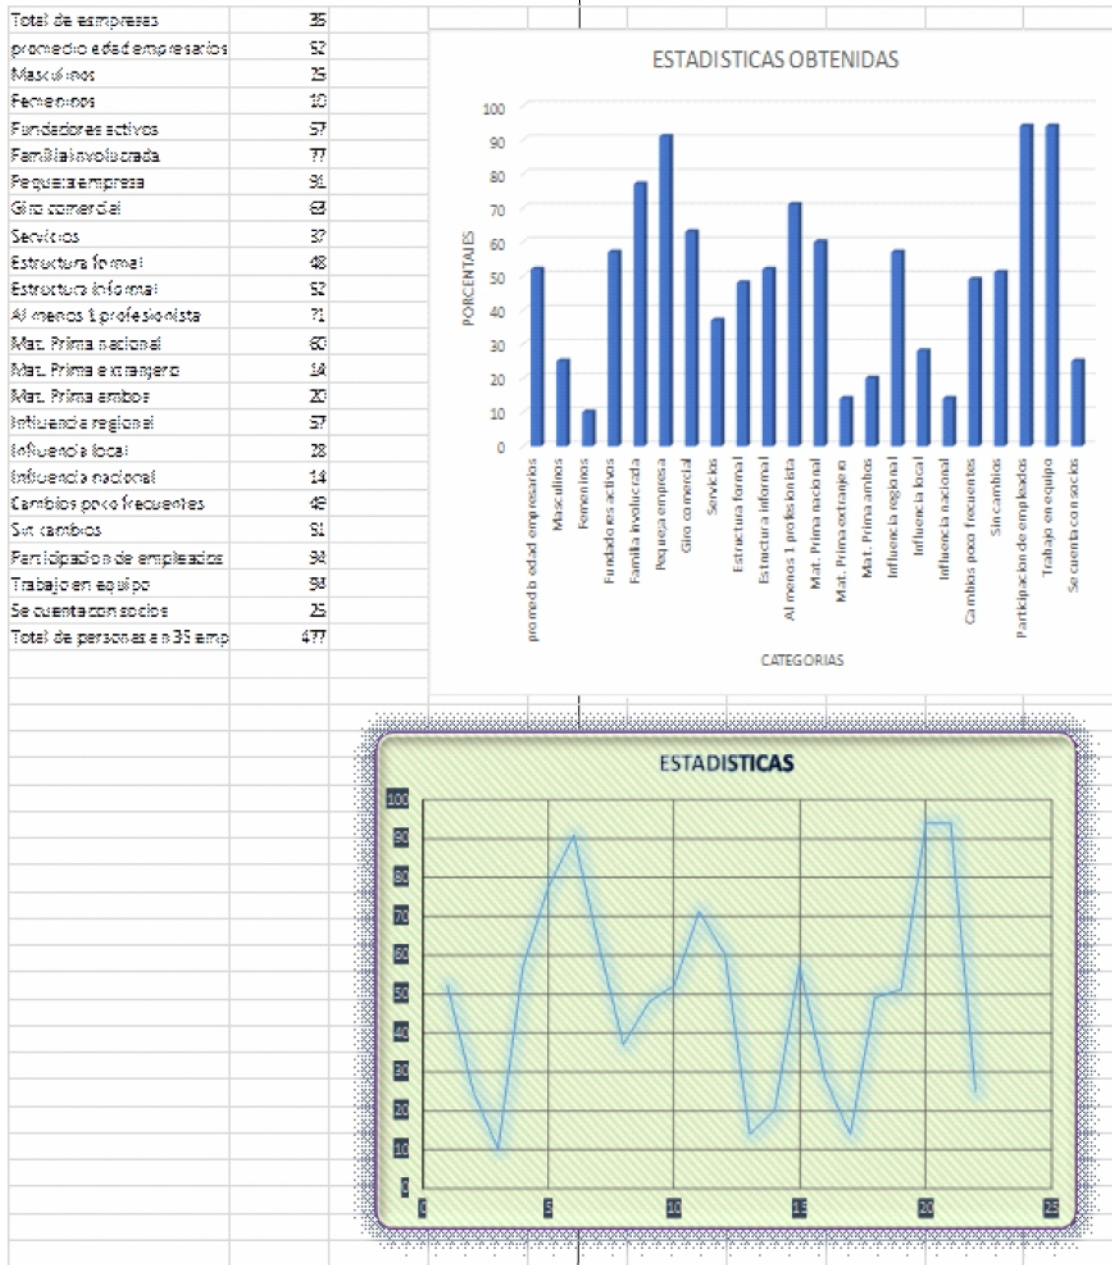 Total de esmpresas 35
promedio edad empresarios 52
Masculinos 25
Femeninos 10
Fundadores activos 57
Familia involucrada 77
Pequeña empresa 91
Giro comercial 63
Servicios 37
Estructura formal 48
Estructura informal 52
Al menos 1 profesionista 71
Mat. Prima nacional 60
Mat. Prima extrangero 14
Mat. Prima ambos 20
Influencia regional 57
Influencia local 28
Influencia nacional 14
Cambios poco frecuentes 49
Sin cambios 51
Participacion de empleados 94
Trabajo en equipo 94
Se cuenta con socios 25
Total de personas en 35 emp 477
ESTADISTICAS OBTENIDAS
PORCENTAJES
100
90
80
70
60
50
40
30
20
10
0
promedio edad empresarios
Masculinos
Femeninos
Fundadores activos
Familia involucrada
Pequeña empresa
Giro comercial
Servicios
Estructura formal
Estructura informal
Al menos 1 profesionista
Mat. Prima nacional
Mat. Prima extranjero
Mat. Prima ambos
Influencia regional
Influencia local
Influencia nacional
Cambios poco frecuentes
Sin cambios
Participacion de empleados
Trabajo en equipo
Se cuenta con socios
CATEGORIAS
ESTADISTICAS
100
90
80
70
60
50
40
30
20
10
0
0 5 10 15 20 25